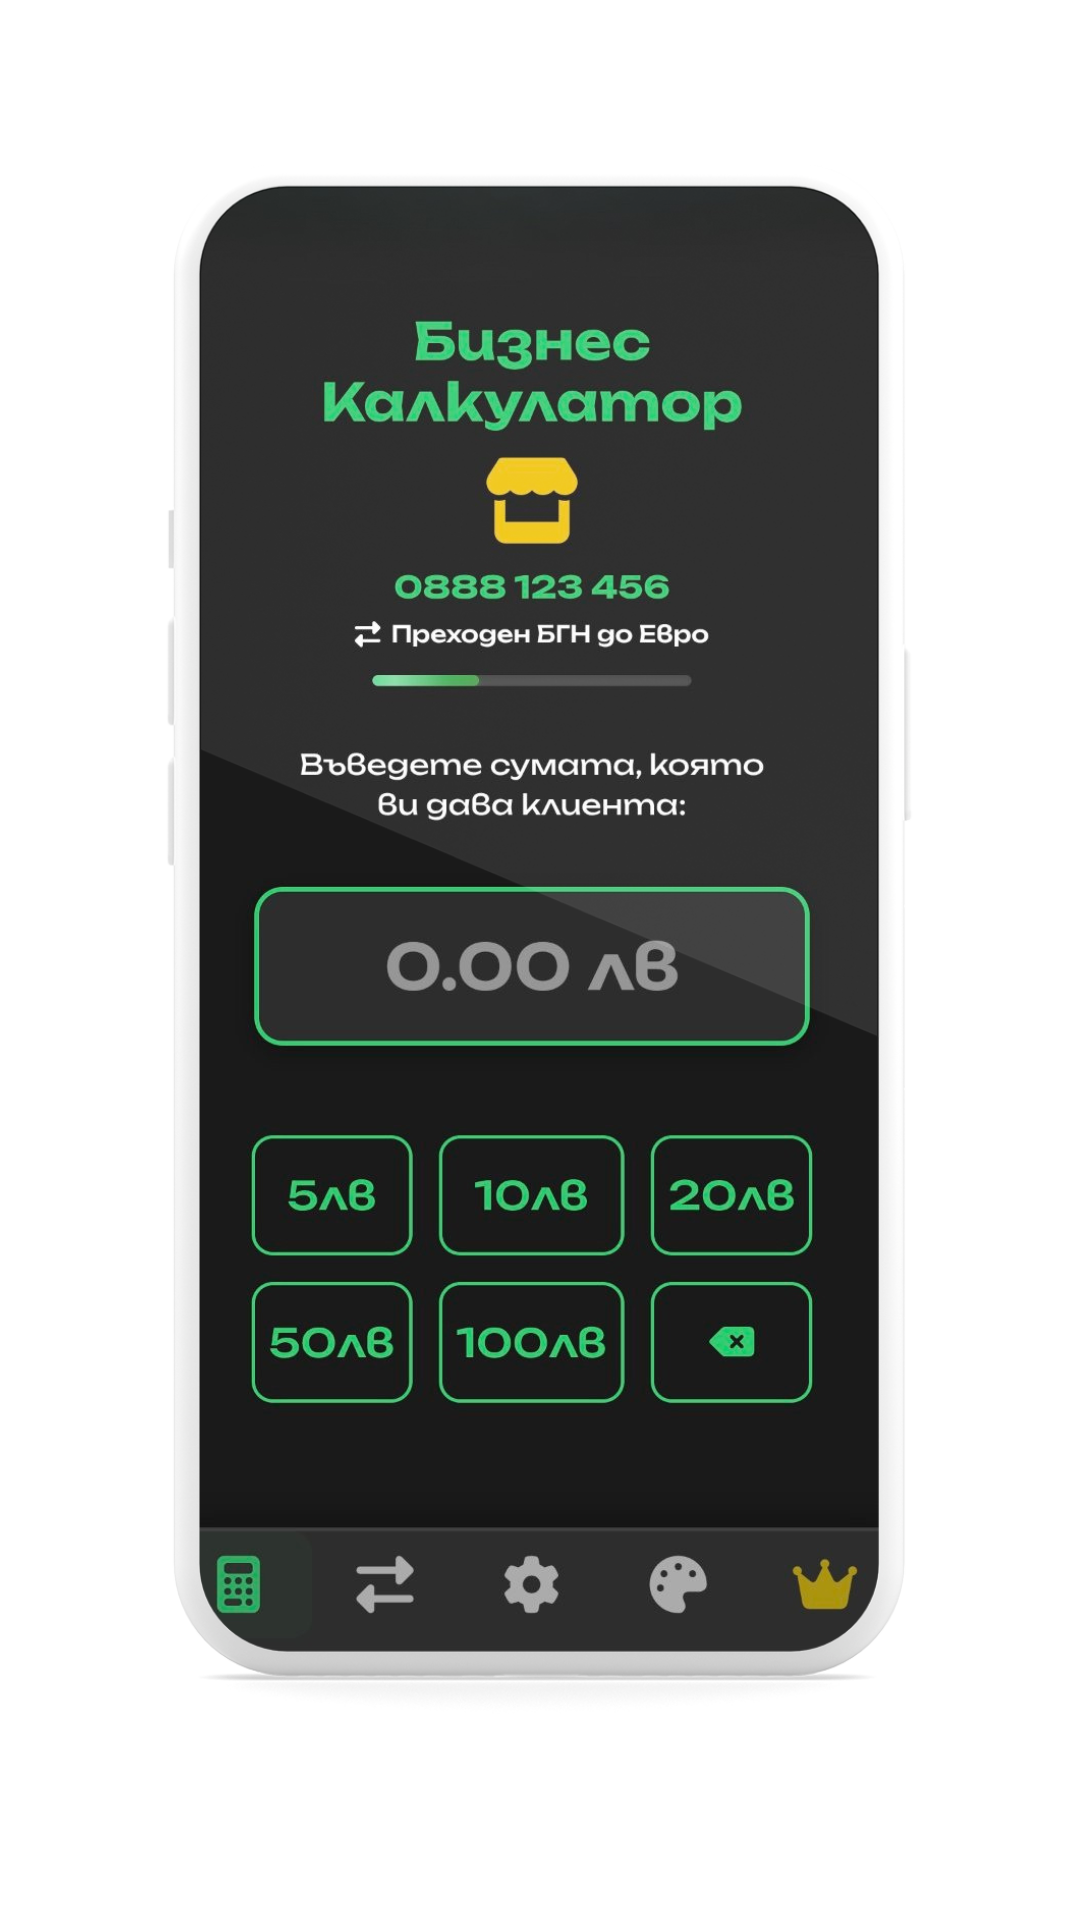 Бизнес
Калкулатор
0888 123 456
Преходен БГН до Евро
Въведете сумата, която
ви дава клиента:
0.00 лв
5лв 10лв 20лв
50лв 100лв